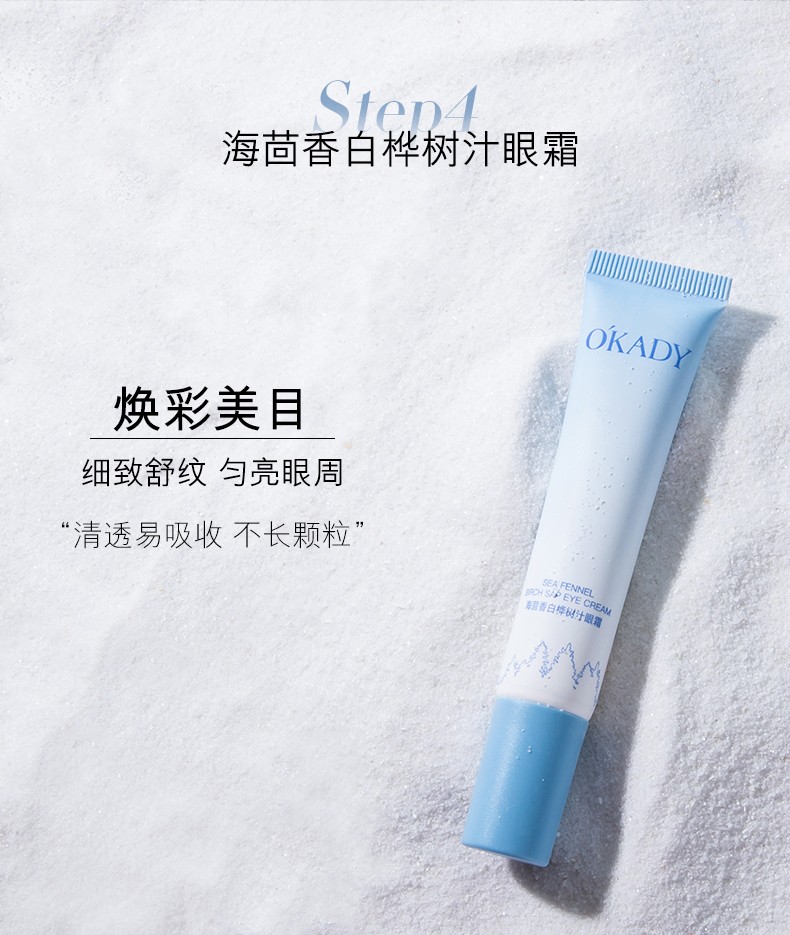 Step4
海茴香白桦树汁眼霜
O'KADY
焕彩美目
细致舒纹 匀亮眼周
“清透易吸收 不长颗粒”
SEA FENNEL
BIRCH SAP EYE CREAM
海茴香白桦树汁眼霜